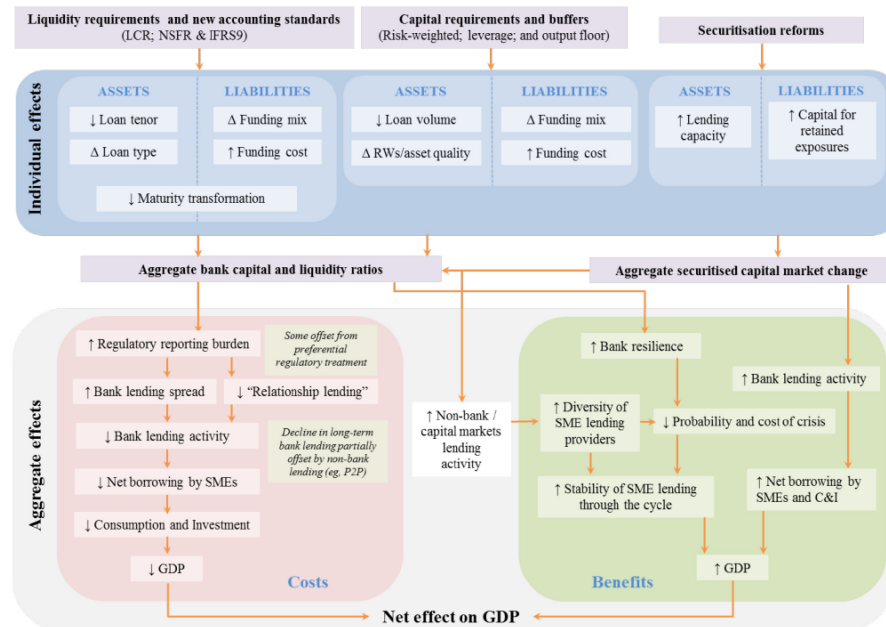 Liquidity requirements and new accounting standards
(LCR; NSFR & IFRS9)
Capital requirements and buffers
(Risk-weighted; leverage; and output floor)
Securitisation reforms
Individual effects
ASSETS
LIABILITIES
↓ Loan tenor
Δ Funding mix
Δ Loan type
↑ Funding cost
↓ Maturity transformation
ASSETS
LIABILITIES
↓ Loan volume
Δ Funding mix
Δ RWs/asset quality
↑ Funding cost
ASSETS
LIABILITIES
↑ Lending
capacity
↑ Capital for
retained
exposures
Aggregate bank capital and liquidity ratios
Aggregate securitised capital market change
Aggregate effects
↑ Regulatory reporting burden
Some offset from
preferential
regulatory treatment
↑ Bank lending spread
↓ “Relationship lending”
↓ Bank lending activity
Decline in long-term
bank lending partially
offset by non-bank
lending (eg, P2P)
↓ Net borrowing by SMEs
↓ Consumption and Investment
↓ GDP
Costs
↑ Non-bank /
capital markets
lending
activity
↑ Bank resilience
↑ Bank lending activity
↑ Diversity of
SME lending
providers
↓ Probability and cost of crisis
↑ Stability of SME lending
through the cycle
↑ Net borrowing by
SMEs and C&I
↑ GDP
Benefits
Net effect on GDP